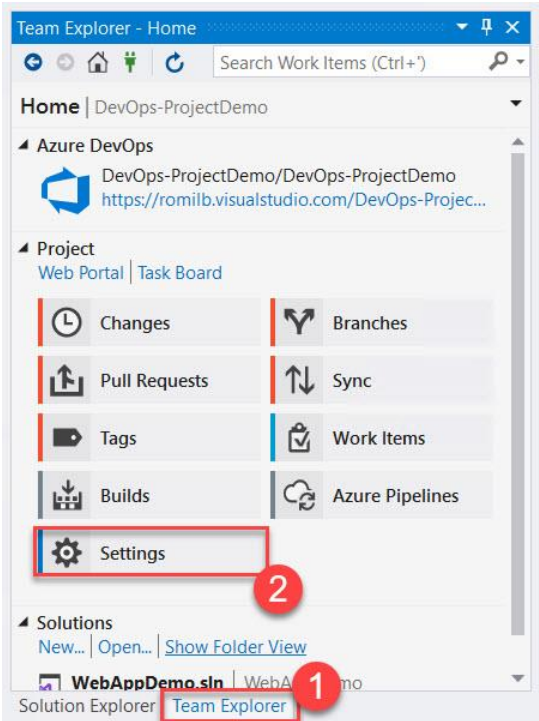 Team Explorer - Home
Search Work Items (Ctrl+')
Home | DevOps-ProjectDemo
Azure DevOps
DevOps-ProjectDemo/DevOps-ProjectDemo
https://romilb.visualstudio.com/DevOps-Projec...
Project
Web Portal | Task Board
Changes
Branches
Pull Requests
Sync
Tags
Work Items
Builds
Azure Pipelines
Settings
2
Solutions
New... | Open... | Show Folder View
WebAppDemo.sln | WebA mo
1
Solution Explorer Team Explorer